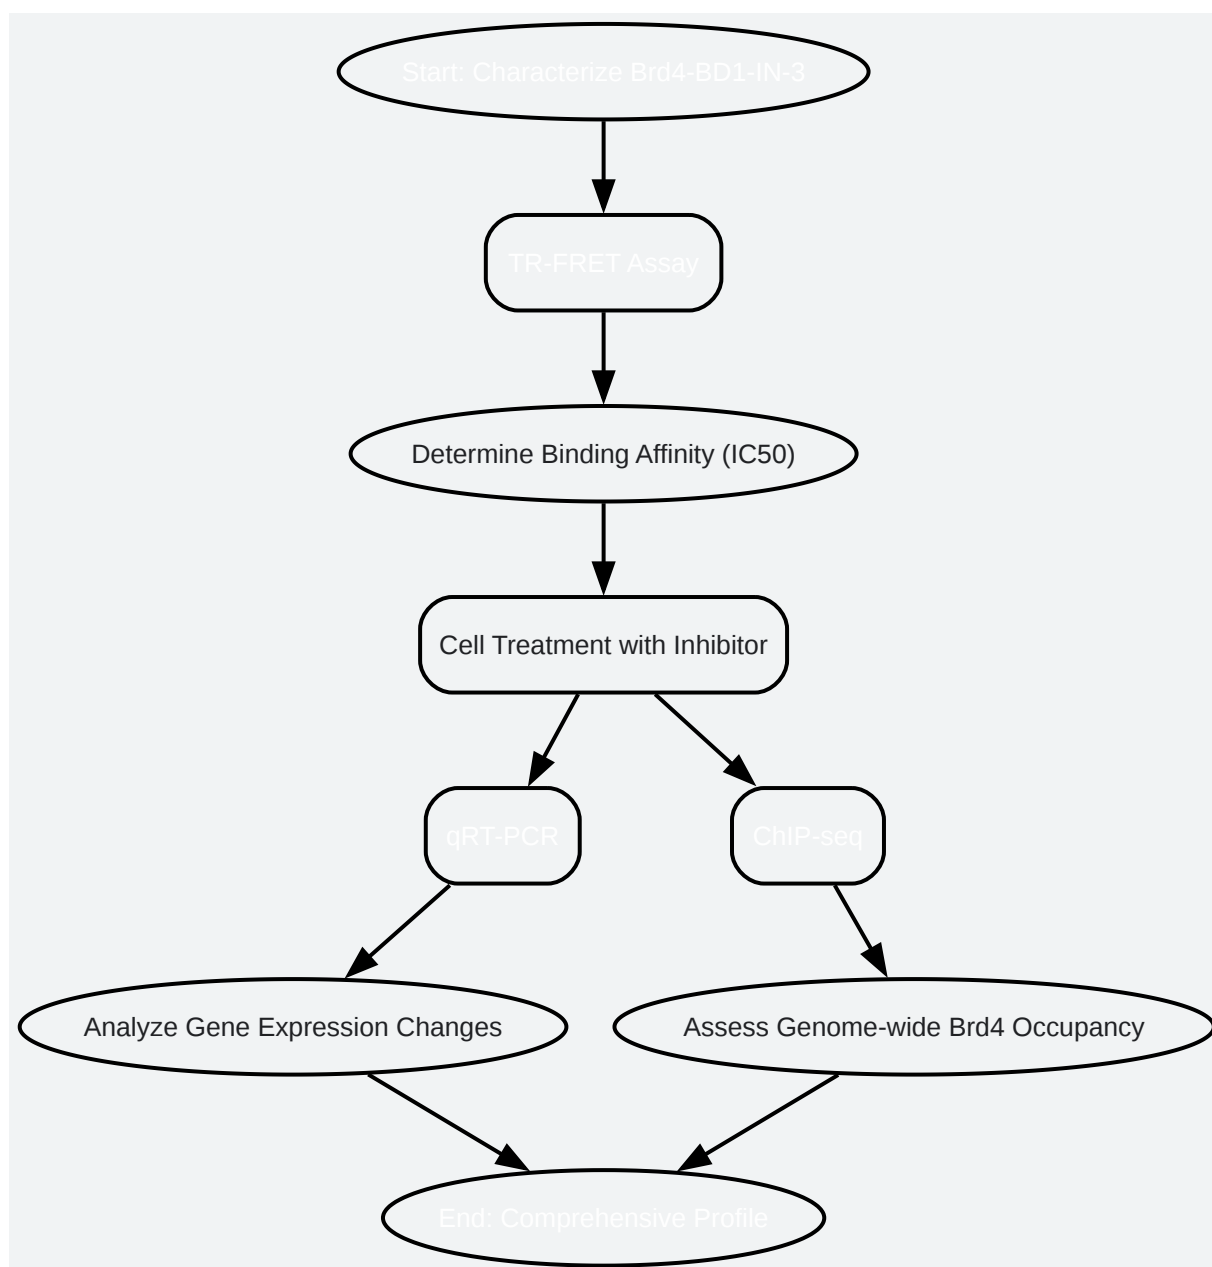 Start: Characterize Brd4-BD1-IN-3
TR-FRET Assay
Determine Binding Affinity (IC50)
Cell Treatment with Inhibitor
qRT-PCR
ChIP-seq
Analyze Gene Expression Changes
Assess Genome-wide Brd4 Occupancy
End: Comprehensive Profile